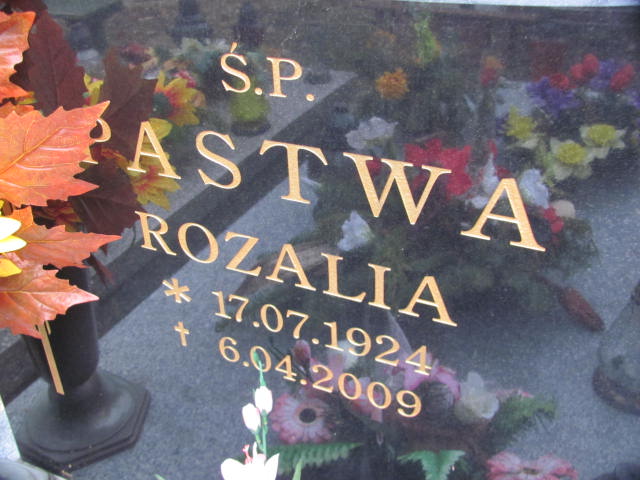 Ś.P.
PASTWA
ROZALIA
* 17.07.1924
† 6.04.2009